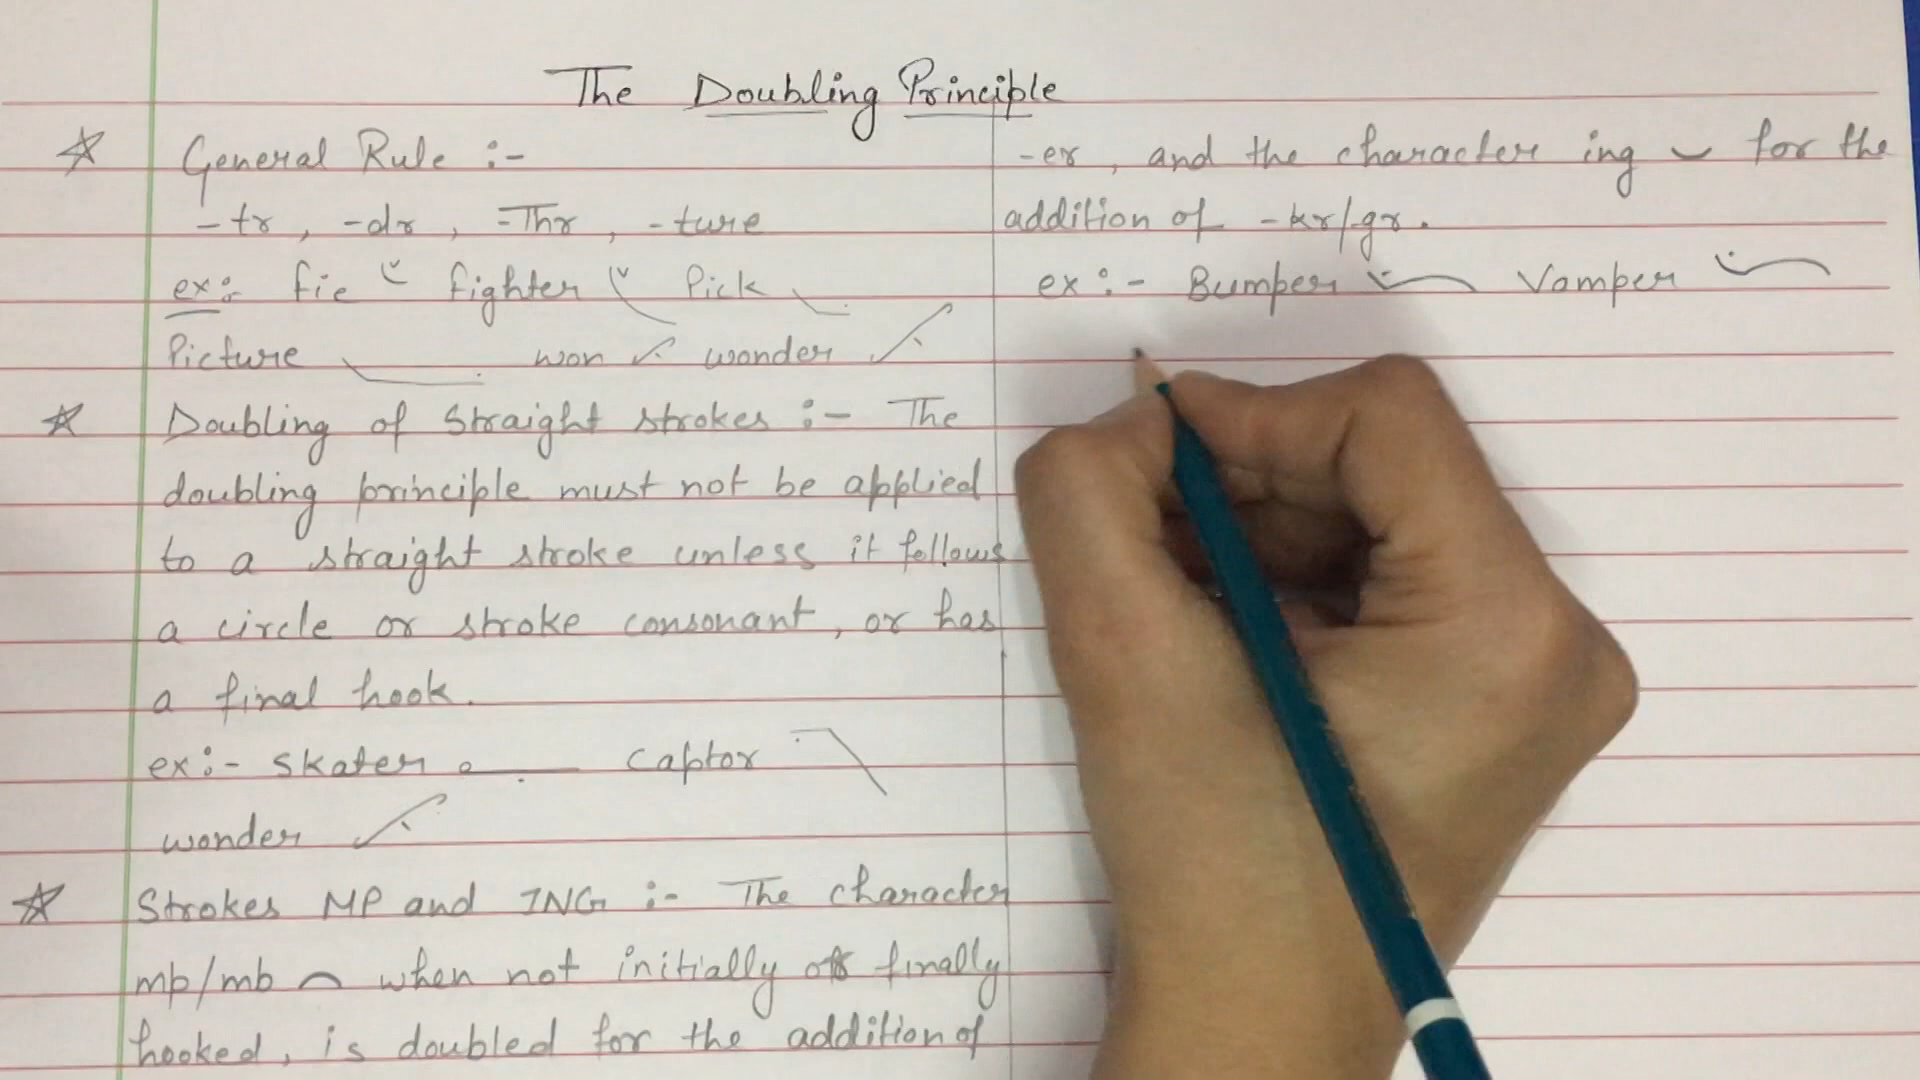 The Doubling Principle
☆ General Rule :-
-tr, -dr, -Thr, -ture
ex:- fie fighter Pick
Picture won wonder
☆ Doubling of Straight strokes :- The
doubling principle must not be applied
to a straight stroke unless it follows
a circle or stroke consonant, or has
a final hook.
ex:- Skater captor
wonder
☆ Strokes MP and ING :- The character
mp/mb when not initially or finally
hooked, is doubled for the addition of
-er, and the character ing for the
addition of -kr/gr.
ex:- Bumper Vamper